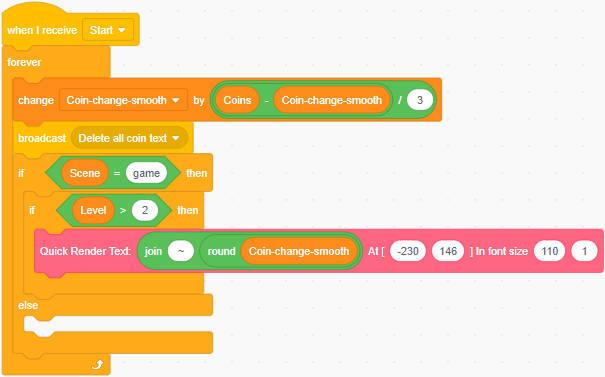 when I receive Start
forever
change Coin-change-smooth by Coins - Coin-change-smooth / 3
broadcast Delete all coin text
if Scene = game then
if Level > 2 then
Quick Render Text: join ~ round Coin-change-smooth At [ -230 146 ] In font size 110 1
else